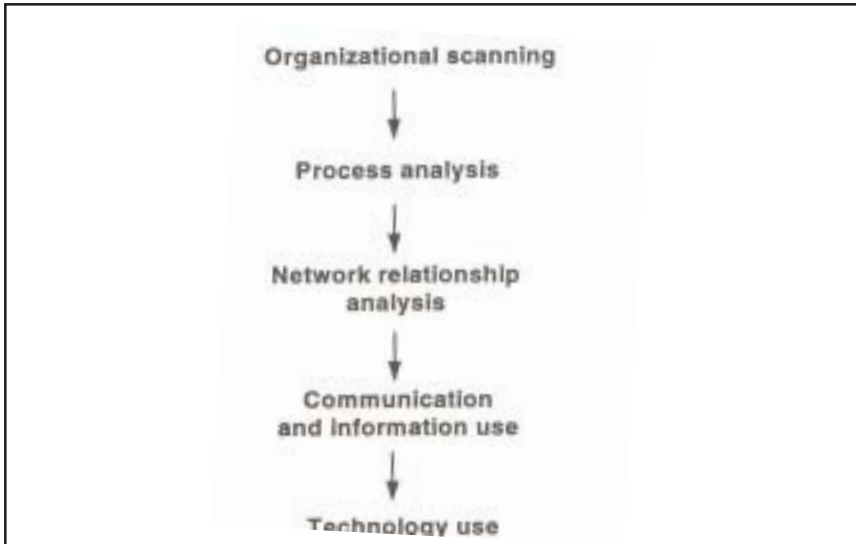 Organizational scanning
Process analysis
Network relationship
analysis
Communication
and information use
Technology use